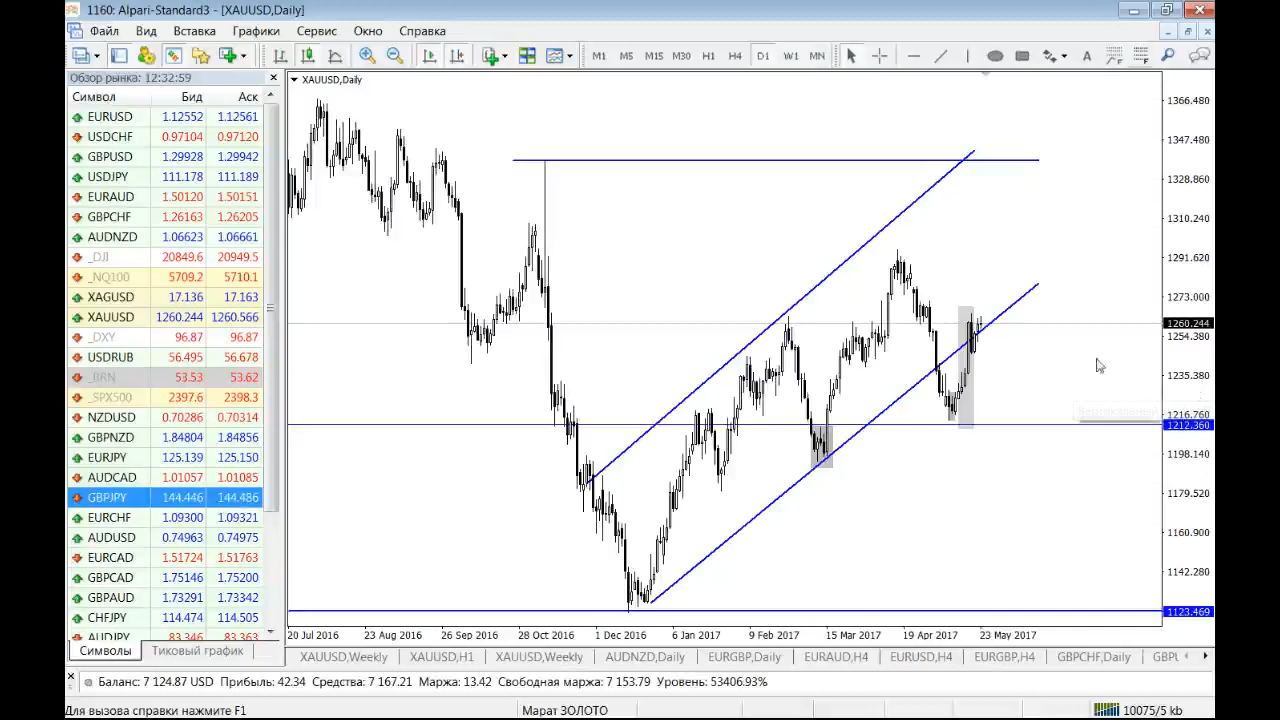 1160: Alpari-Standard3 - [XAUUSD,Daily]
Файл Вид Вставка Графики Сервис Окно Справка
M1 M5 M15 M30 H1 H4 D1 W1 MN
Обзор рынка: 12:32:59
Символ Бид Аск
EURUSD 1.12552 1.12561
USDCHF 0.97104 0.97120
GBPUSD 1.29928 1.29942
USDJPY 111.178 111.189
EURAUD 1.50120 1.50151
GBPCHF 1.26163 1.26205
AUDNZD 1.06623 1.06661
_DJI 20849.6 20949.5
_NQ100 5709.2 5710.1
XAGUSD 17.136 17.163
XAUUSD 1260.244 1260.566
_DXY 96.87 96.87
USDRUB 56.495 56.678
_BRN 53.53 53.62
_SPX500 2397.6 2398.3
NZDUSD 0.70286 0.70314
GBPNZD 1.84804 1.84856
EURJPY 125.139 125.150
AUDCAD 1.01057 1.01085
GBPJPY 144.446 144.486
EURCHF 1.09300 1.09321
AUDUSD 0.74963 0.74975
EURCAD 1.51724 1.51763
GBPCAD 1.75146 1.75200
GBPAUD 1.73291 1.73342
CHFJPY 114.474 114.505
AUDJPY 83.346 83.363
Символы Тиковый график
XAUUSD,Daily
1366.480
1347.480
1328.860
1310.240
1291.620
1273.000
1260.244
1254.380
1235.380
1216.760
1212.360
1198.140
1179.520
1160.900
1142.280
1123.469
20 Jul 2016 23 Aug 2016 26 Sep 2016 28 Oct 2016 1 Dec 2016 6 Jan 2017 9 Feb 2017 15 Mar 2017 19 Apr 2017 23 May 2017
XAUUSD,Weekly XAUUSD,H1 XAUUSD,Weekly AUDNZD,Daily EURGBP,Daily EURAUD,H4 EURUSD,H4 EURGBP,H4 GBPCHF,Daily GBPU
Баланс: 7 124.87 USD Прибыль: 42.34 Средства: 7 167.21 Маржа: 13.42 Свободная маржа: 7 153.79 Уровень: 53406.93%
Для вызова справки нажмите F1 Марат ЗОЛОТО 10075/5 kb